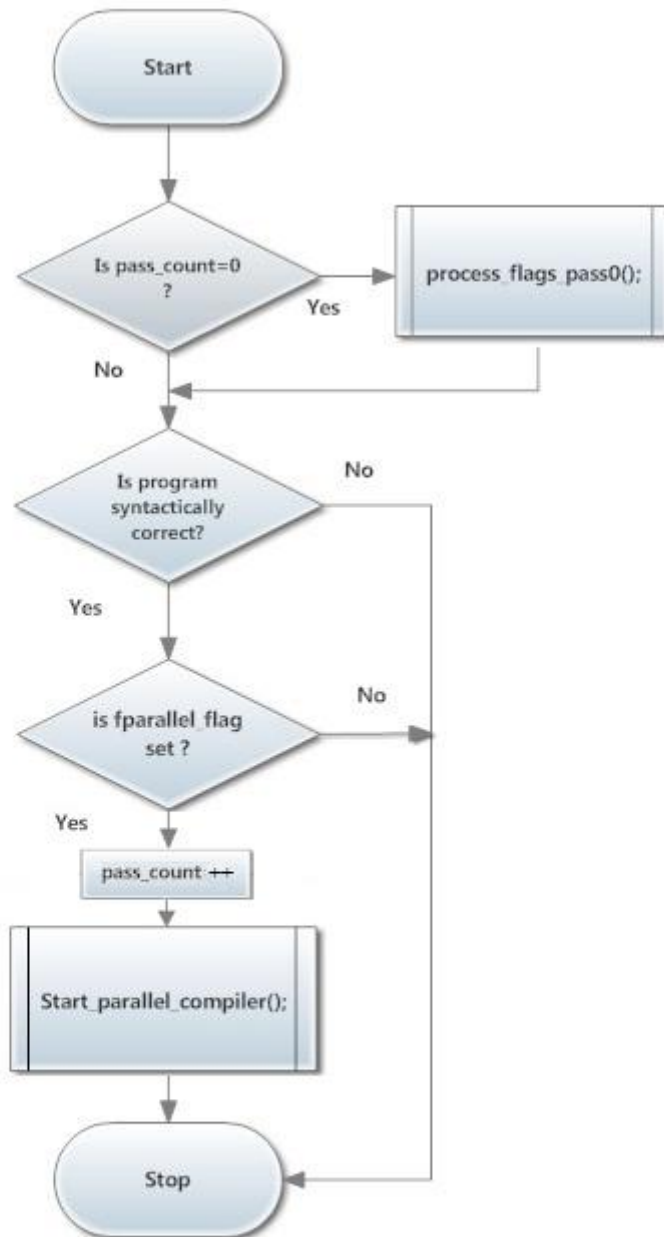 Start
Is pass_count=0
?
Yes
process_flags_pass0();
No
Is program
syntactically
correct?
No
Yes
is fparallel_flag
set ?
No
Yes
pass_count ++
Start_parallel_compiler();
Stop